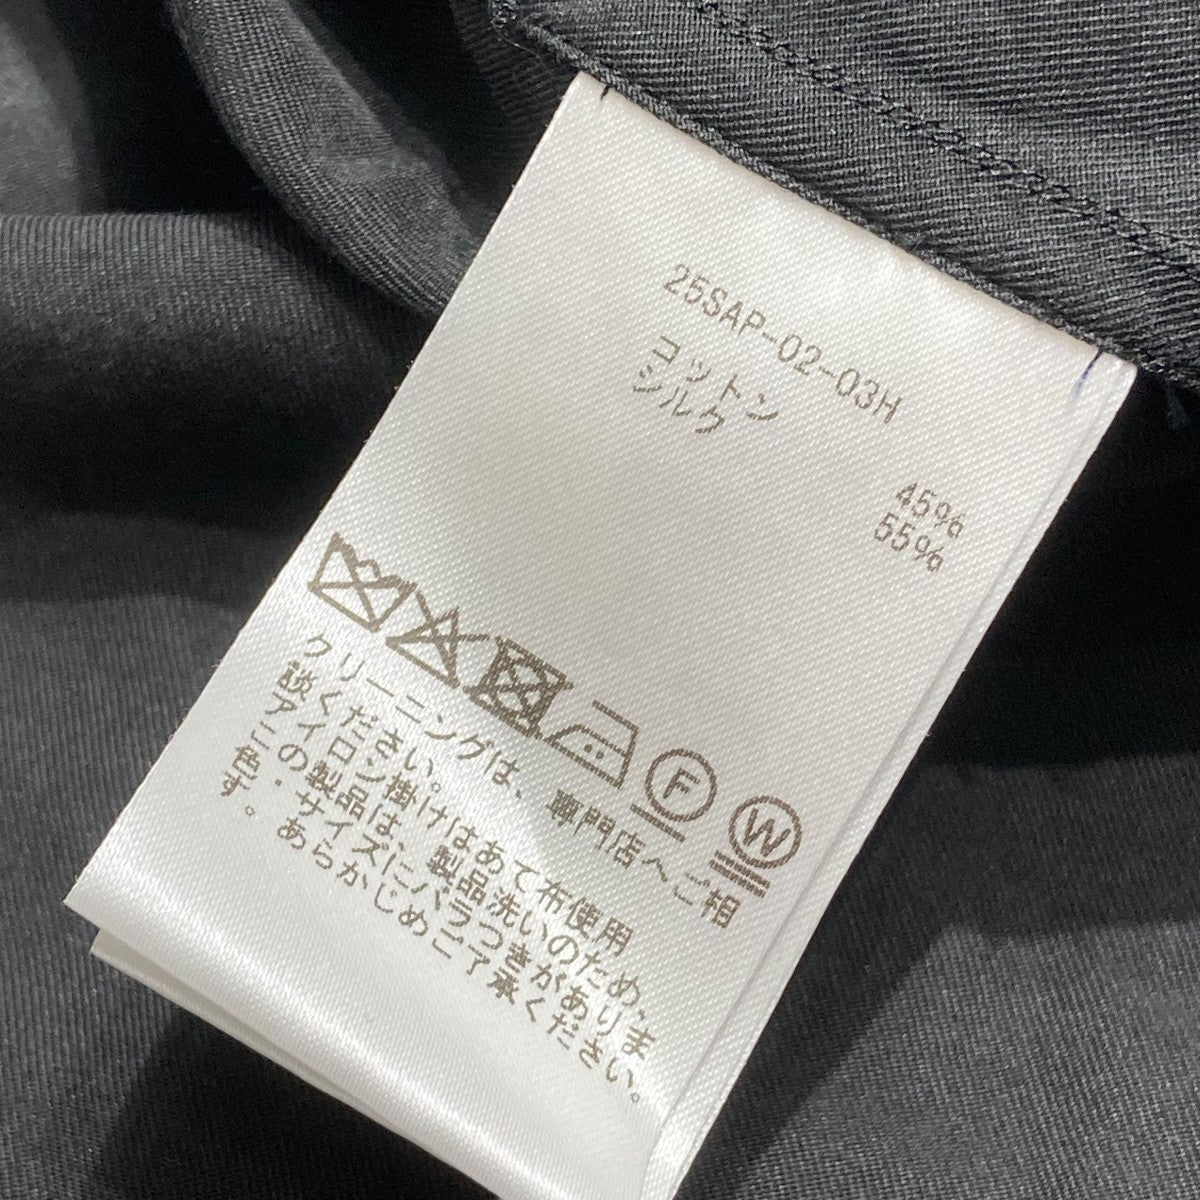 25SAP-02-03H
コットン 45%
シルク 55%
F
W
クリーニングは、専門店へご相
談ください。
アイロン掛けはあて布使用
この製品は、製品洗いのため、
色・サイズにバラつきがありま
す。あらかじめご了承ください。